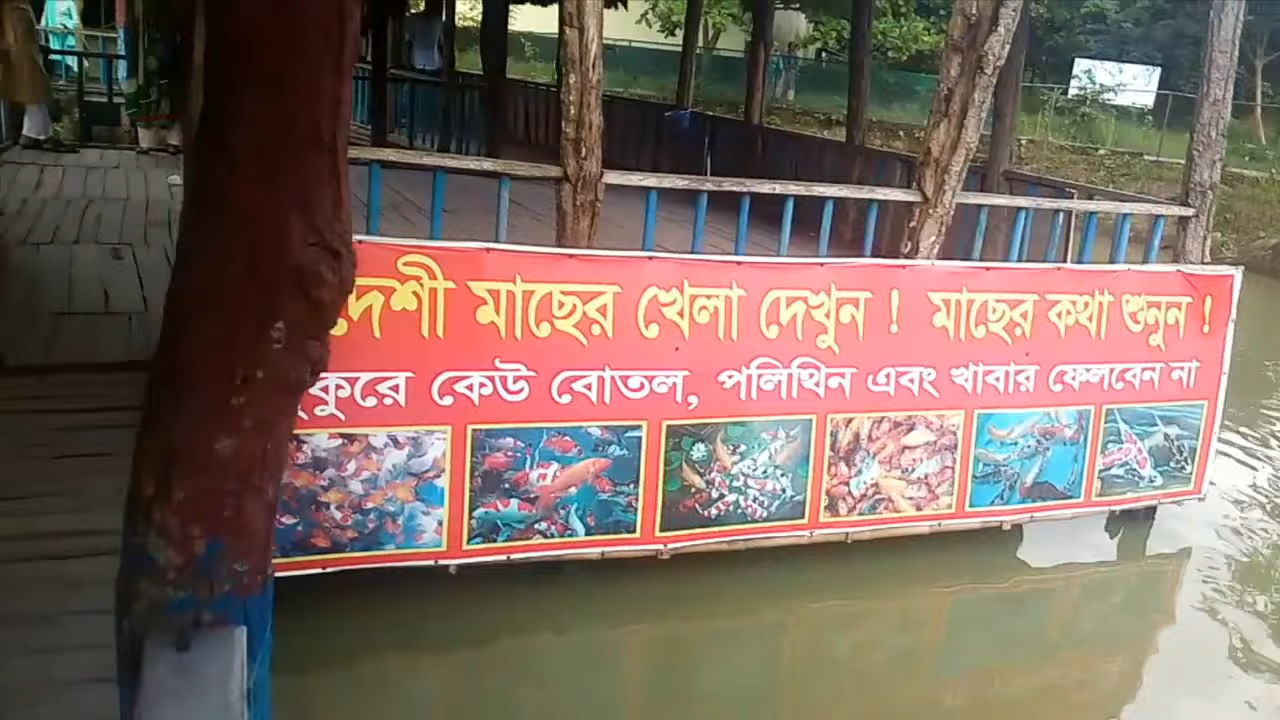 দেশী মাছের খেলা দেখুন ! মাছের কথা শুনুন !
কেউ বোতল, পলিথিন এবং খাবার ফেলবেন না